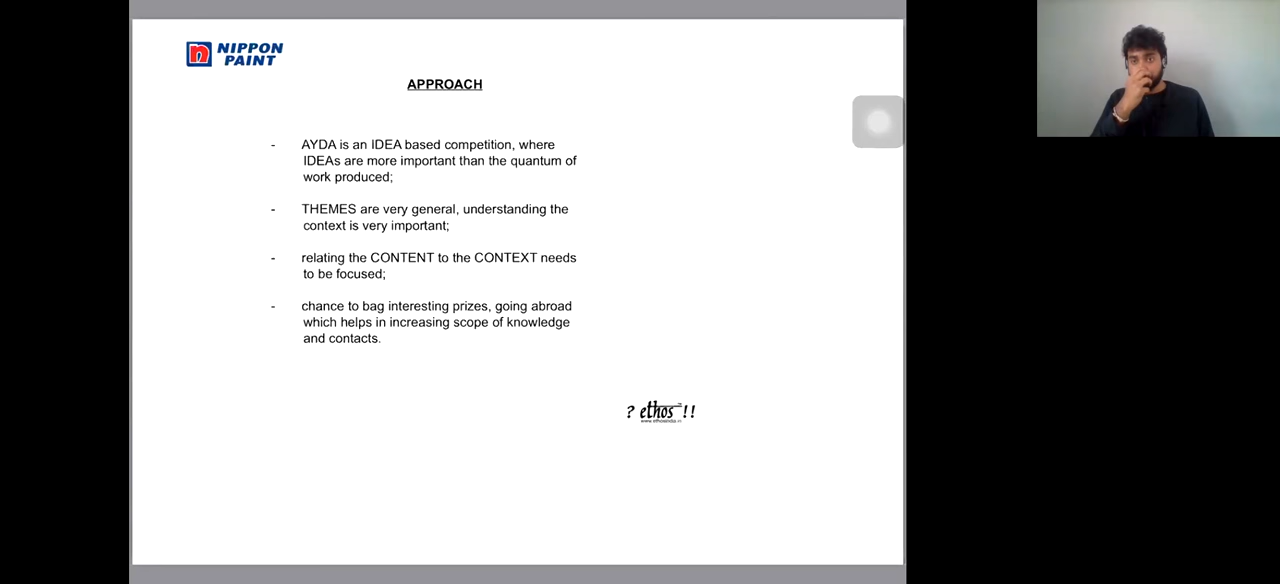 NIPPON
PAINT
APPROACH
- AYDA is an IDEA based competition, where
IDEAs are more important than the quantum of
work produced;
- THEMES are very general, understanding the
context is very important;
- relating the CONTENT to the CONTEXT needs
to be focused;
- chance to bag interesting prizes, going abroad
which helps in increasing scope of knowledge
and contacts.
? ethos !!
www.ethosindia.in